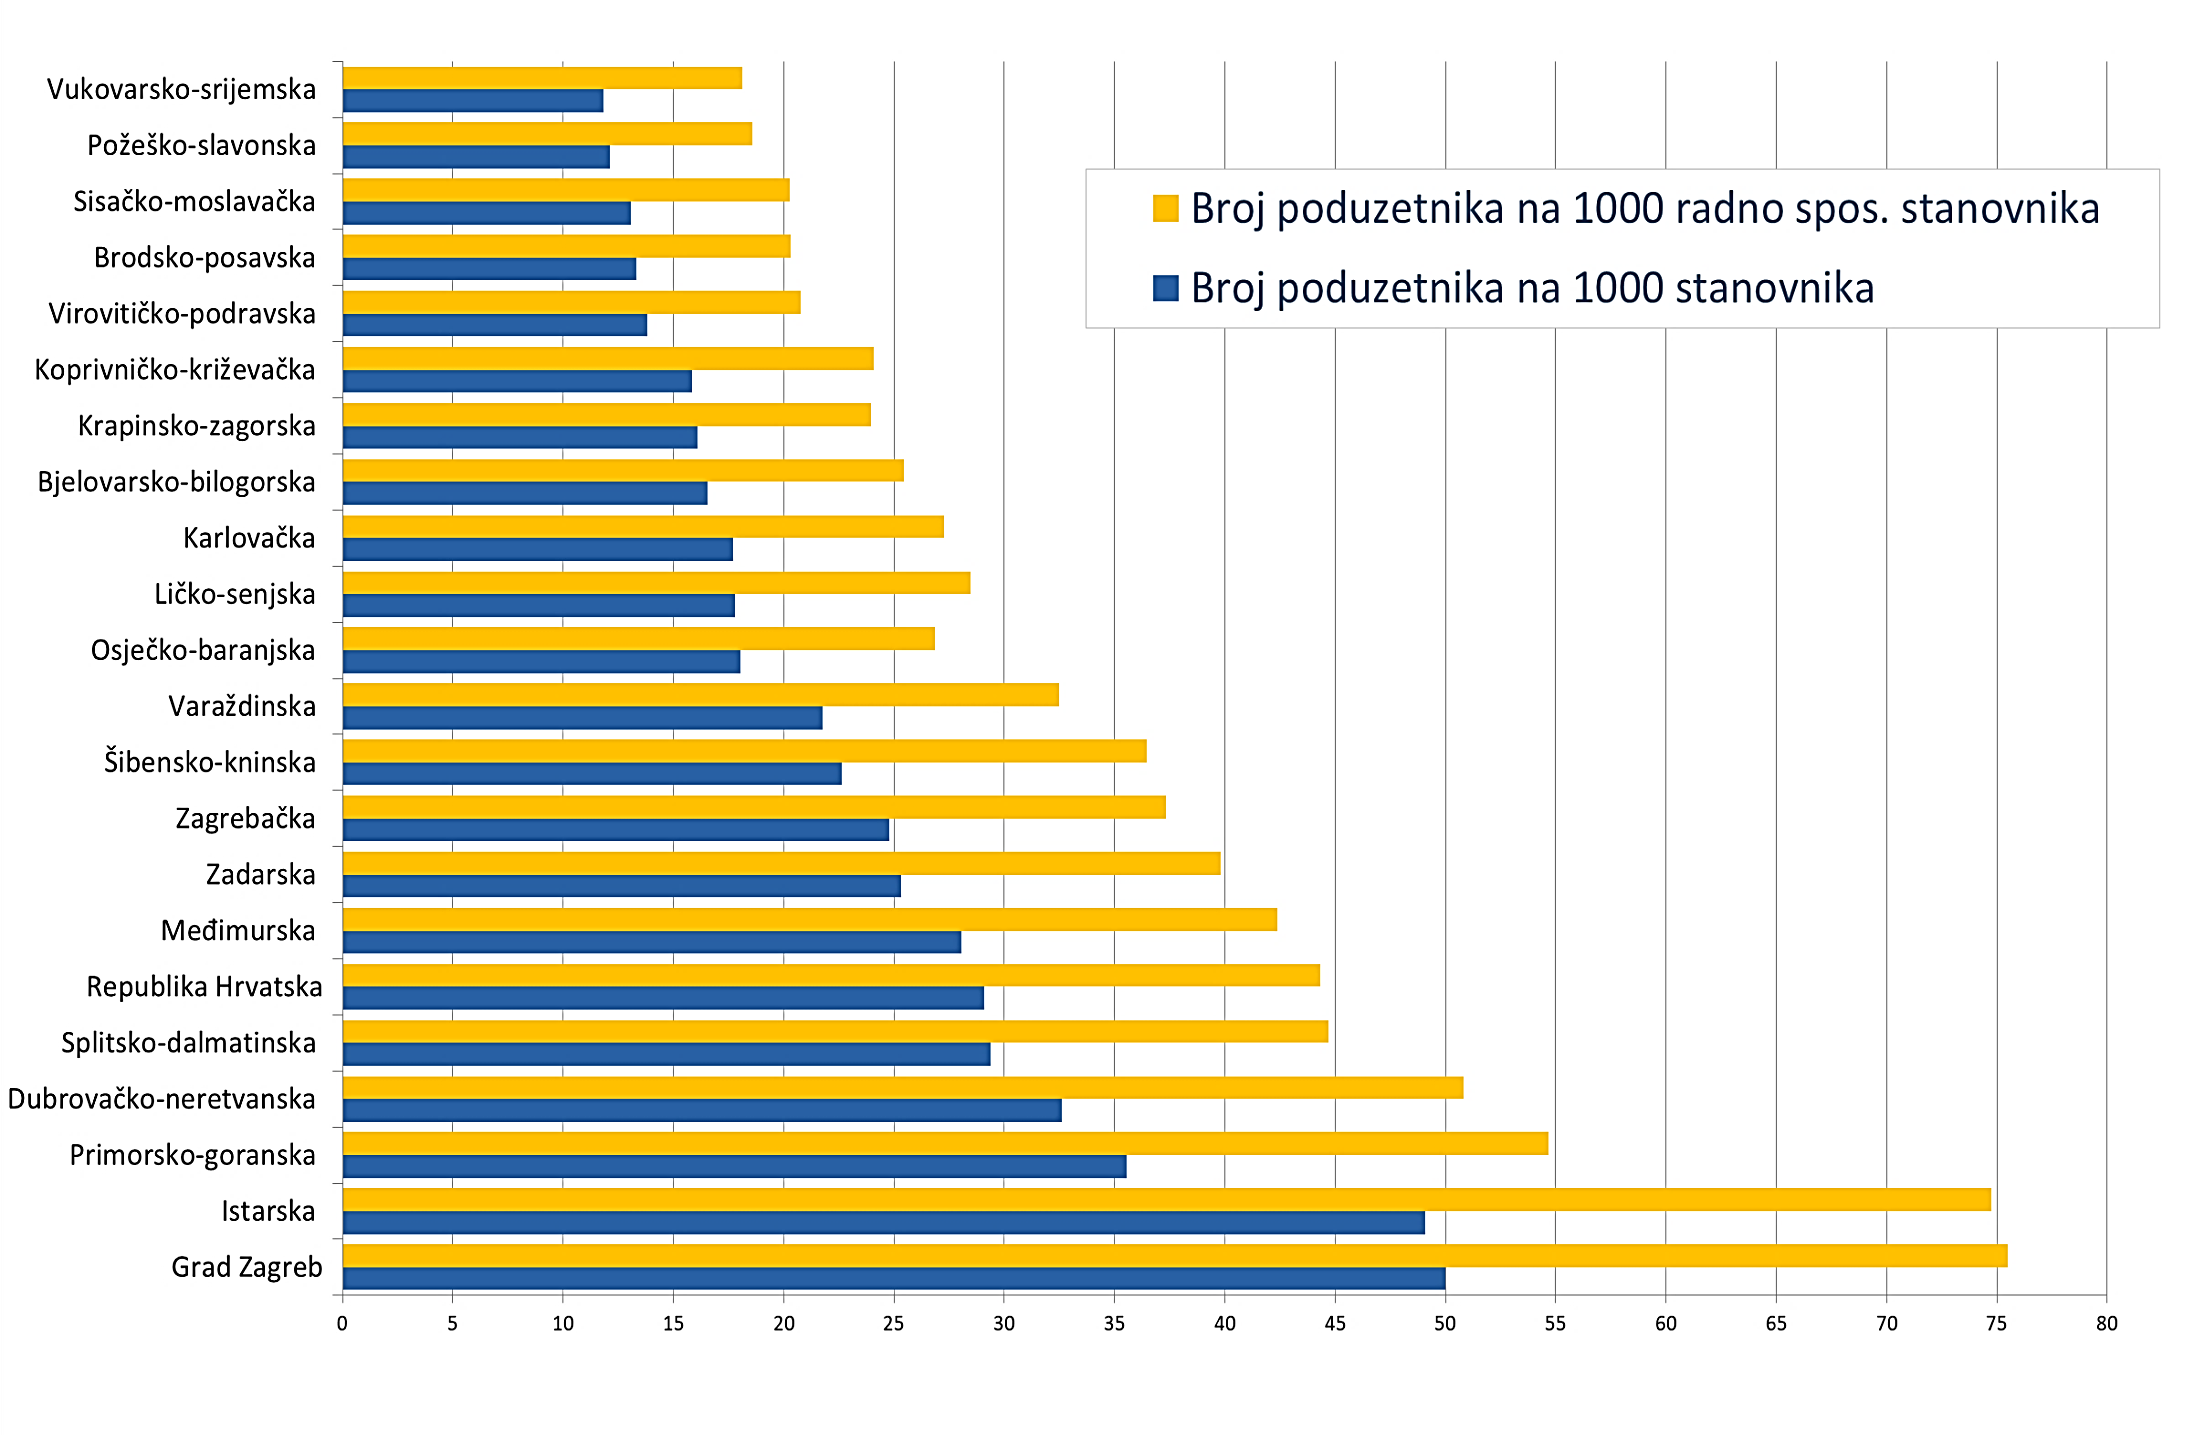 Vukovarsko-srijemska
Požeško-slavonska
Sisačko-moslavačka
Brodsko-posavska
Virovitičko-podravska
Koprivničko-križevačka
Krapinsko-zagorska
Bjelovarsko-bilogorska
Karlovačka
Ličko-senjska
Osječko-baranjska
Varaždinska
Šibensko-kninska
Zagrebačka
Zadarska
Međimurska
Republika Hrvatska
Splitsko-dalmatinska
Dubrovačko-neretvanska
Primorsko-goranska
Istarska
Grad Zagreb
Broj poduzetnika na 1000 radno spos. stanovnika
Broj poduzetnika na 1000 stanovnika
0 5 10 15 20 25 30 35 40 45 50 55 60 65 70 75 80